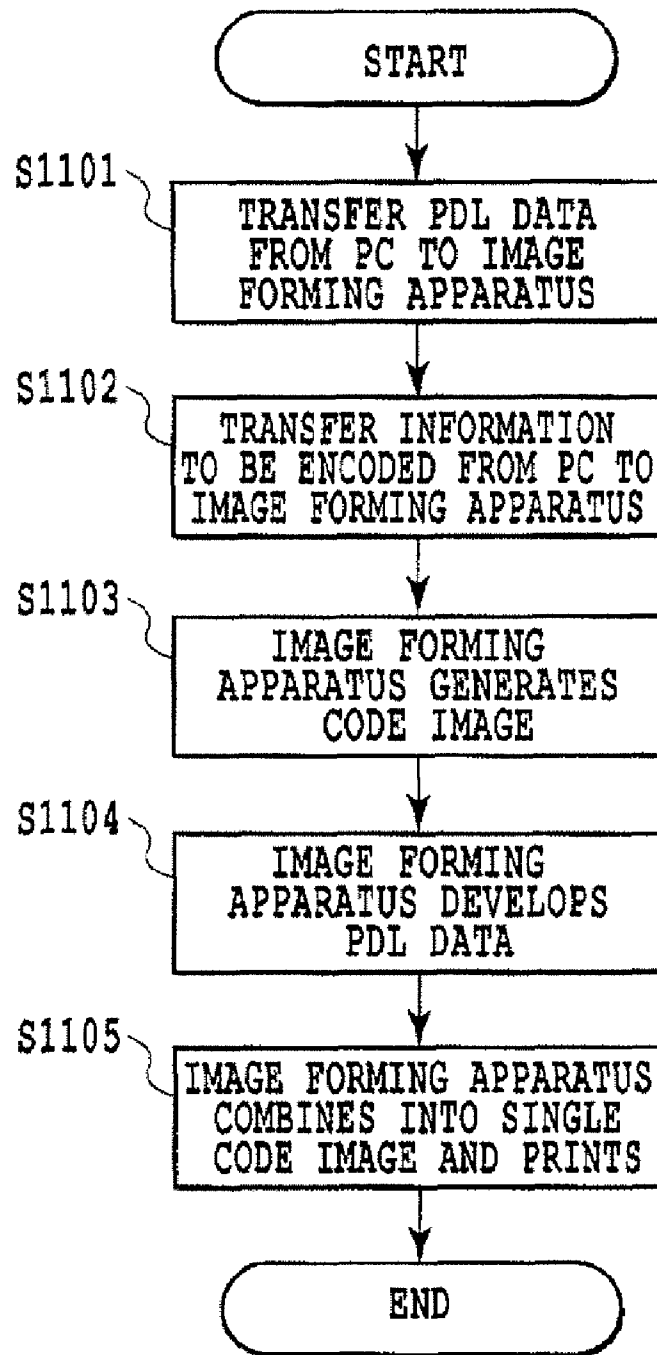 START
S1101
TRANSFER PDL DATA
FROM PC TO IMAGE
FORMING APPARATUS
S1102
TRANSFER INFORMATION
TO BE ENCODED FROM PC TO
IMAGE FORMING APPARATUS
S1103
IMAGE FORMING
APPARATUS GENERATES
CODE IMAGE
S1104
IMAGE FORMING
APPARATUS DEVELOPS
PDL DATA
S1105
IMAGE FORMING APPARATUS
COMBINES INTO SINGLE
CODE IMAGE AND PRINTS
END